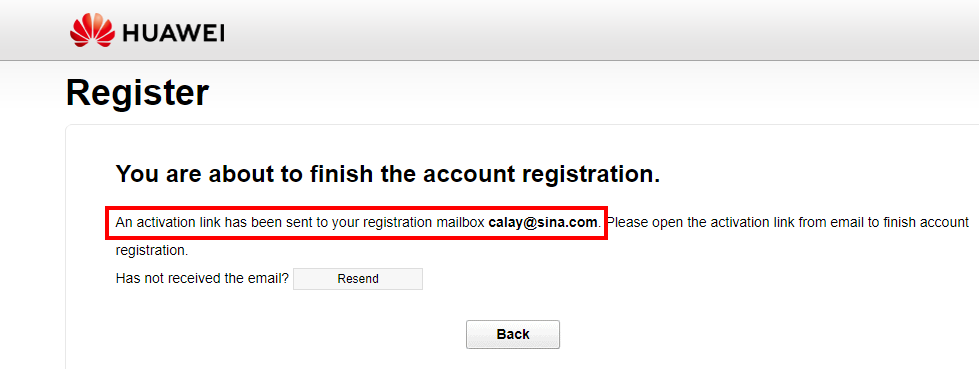 HUAWEI
Register
You are about to finish the account registration.
An activation link has been sent to your registration mailbox calay@sina.com. Please open the activation link from email to finish account
registration.
Has not received the email? Resend
Back